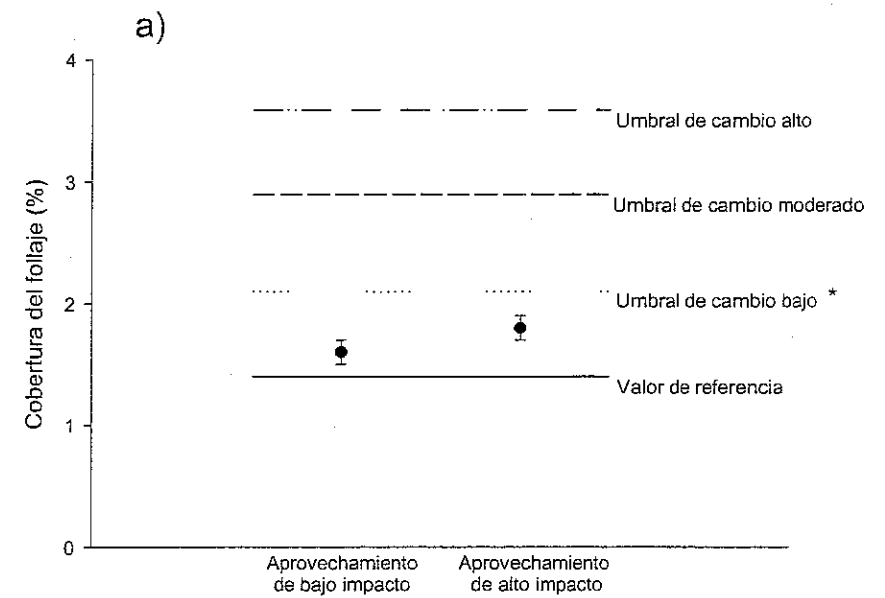 a)
4
Umbral de cambio alto
3
Umbral de cambio moderado
Umbral de cambio bajo *
2
Valor de referencia
1
0
Cobertura del follaje (%)
Aprovechamiento
de bajo impacto
Aprovechamiento
de alto impacto